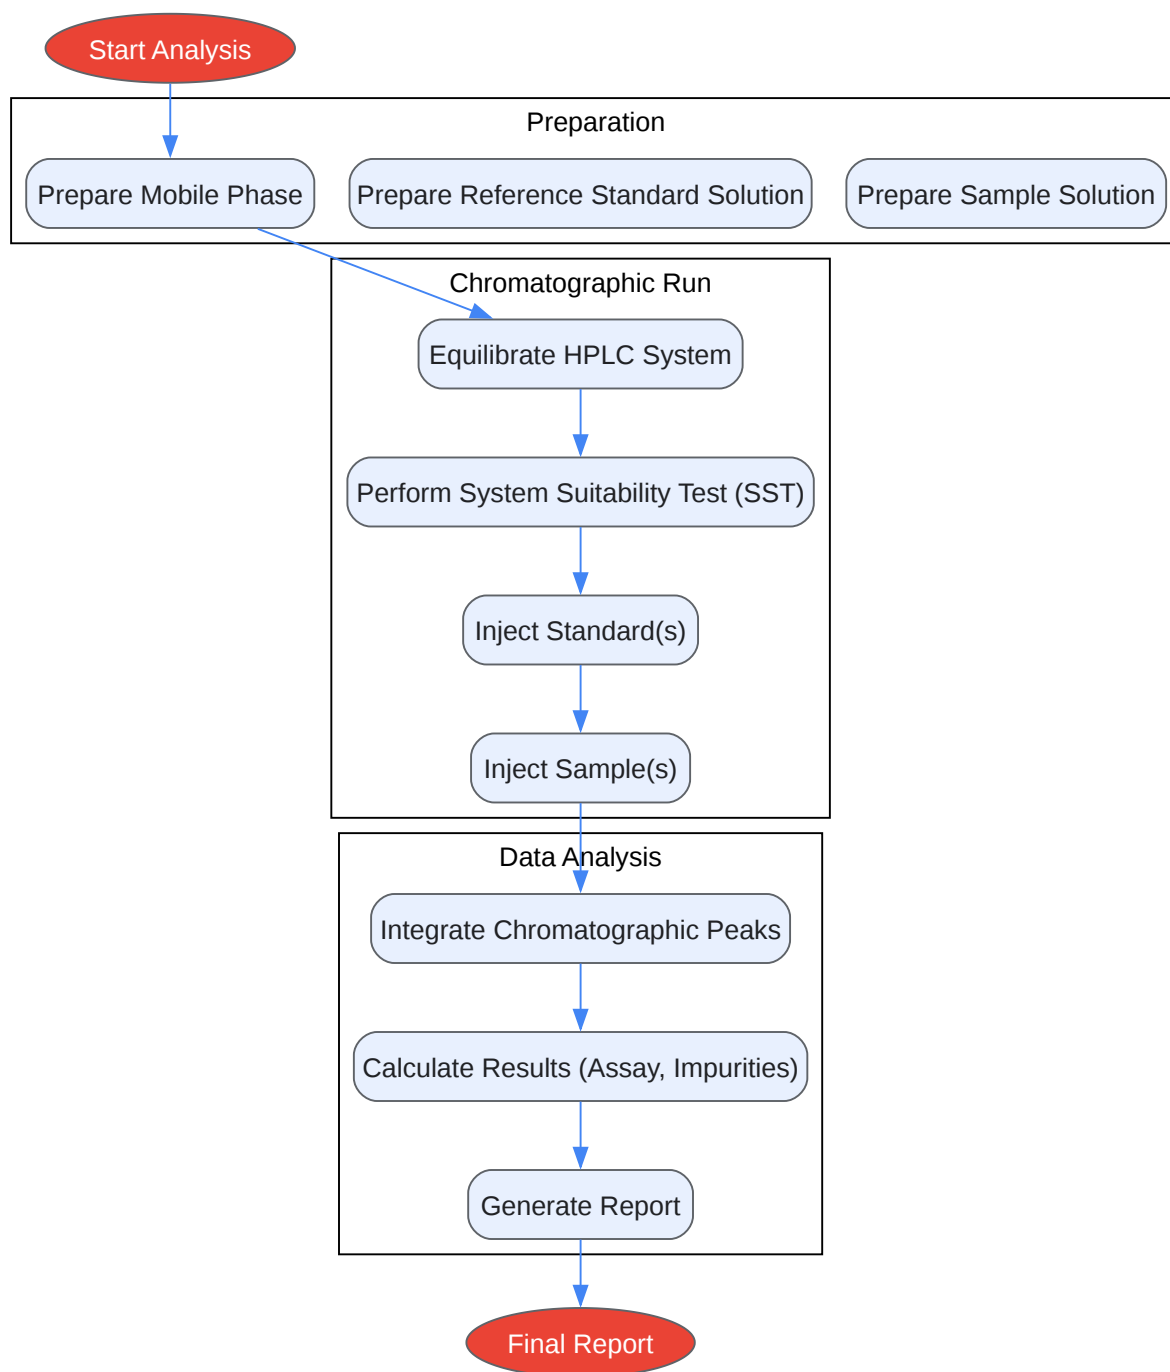 Start Analysis
Preparation
Prepare Mobile Phase
Prepare Reference Standard Solution
Prepare Sample Solution
Chromatographic Run
Equilibrate HPLC System
Perform System Suitability Test (SST)
Inject Standard(s)
Inject Sample(s)
Data Analysis
Integrate Chromatographic Peaks
Calculate Results (Assay, Impurities)
Generate Report
Final Report